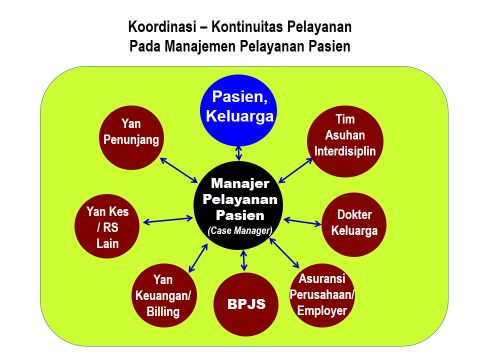 Koordinasi – Kontinuitas Pelayanan
Pada Manajemen Pelayanan Pasien
Pasien,
Keluarga
Yan
Penunjang
Tim
Asuhan
Interdisiplin
Manajer
Pelayanan
Pasien
(Case Manager)
Yan Kes
/ RS
Lain
Dokter
Keluarga
Yan
Keuangan/
Billing
BPJS
Asuransi
Perusahaan/
Employer